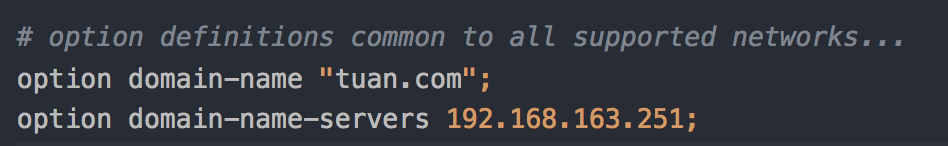 # option definitions common to all supported networks...
option domain-name "tuan.com";
option domain-name-servers 192.168.163.251;